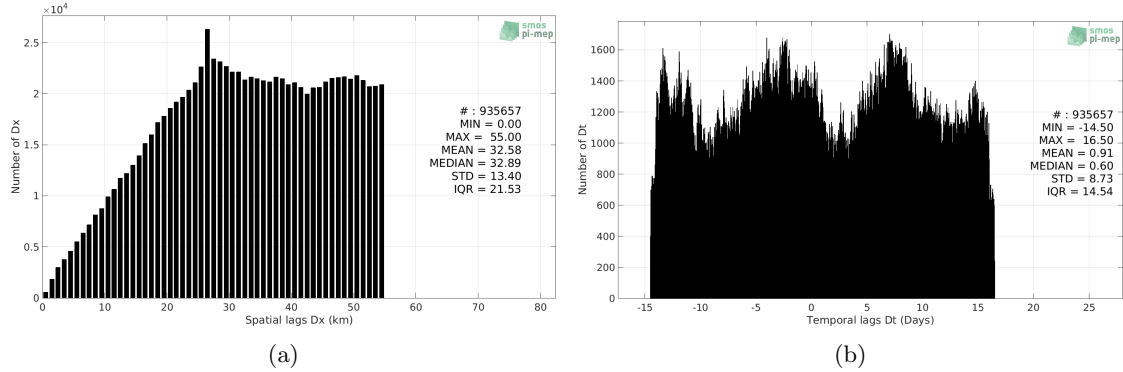 ×10⁴
2.5
2
1.5
1
0.5
0
Number of Dx
0 10 20 30 40 50 60 70 80
Spatial lags Dx (km)
smos
pi-mep
# : 935657
MIN = 0.00
MAX = 55.00
MEAN = 32.58
MEDIAN = 32.89
STD = 13.40
IQR = 21.53
(a)
1600
1400
1200
1000
800
600
400
200
0
Number of Dt
-15 -10 -5 0 5 10 15 20 25
Temporal lags Dt (Days)
smos
pi-mep
# : 935657
MIN = -14.50
MAX = 16.50
MEAN = 0.91
MEDIAN = 0.60
STD = 8.73
IQR = 14.54
(b)